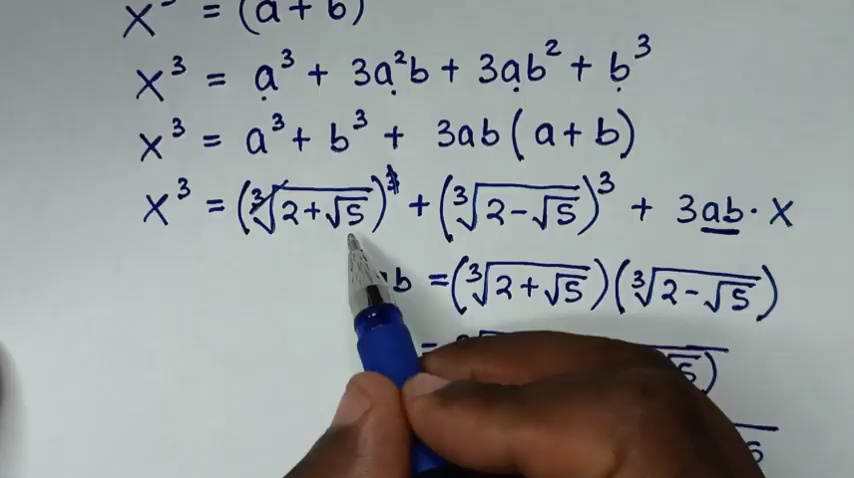 x³ = (a + b)
x³ = a³ + 3a²b + 3ab² + b³
x³ = a³ + b³ + 3ab(a + b)
x³ = (∛(2+√5))³ + (∛(2-√5))³ + 3ab · x
b = (∛(2+√5))(∛(2-√5))
=